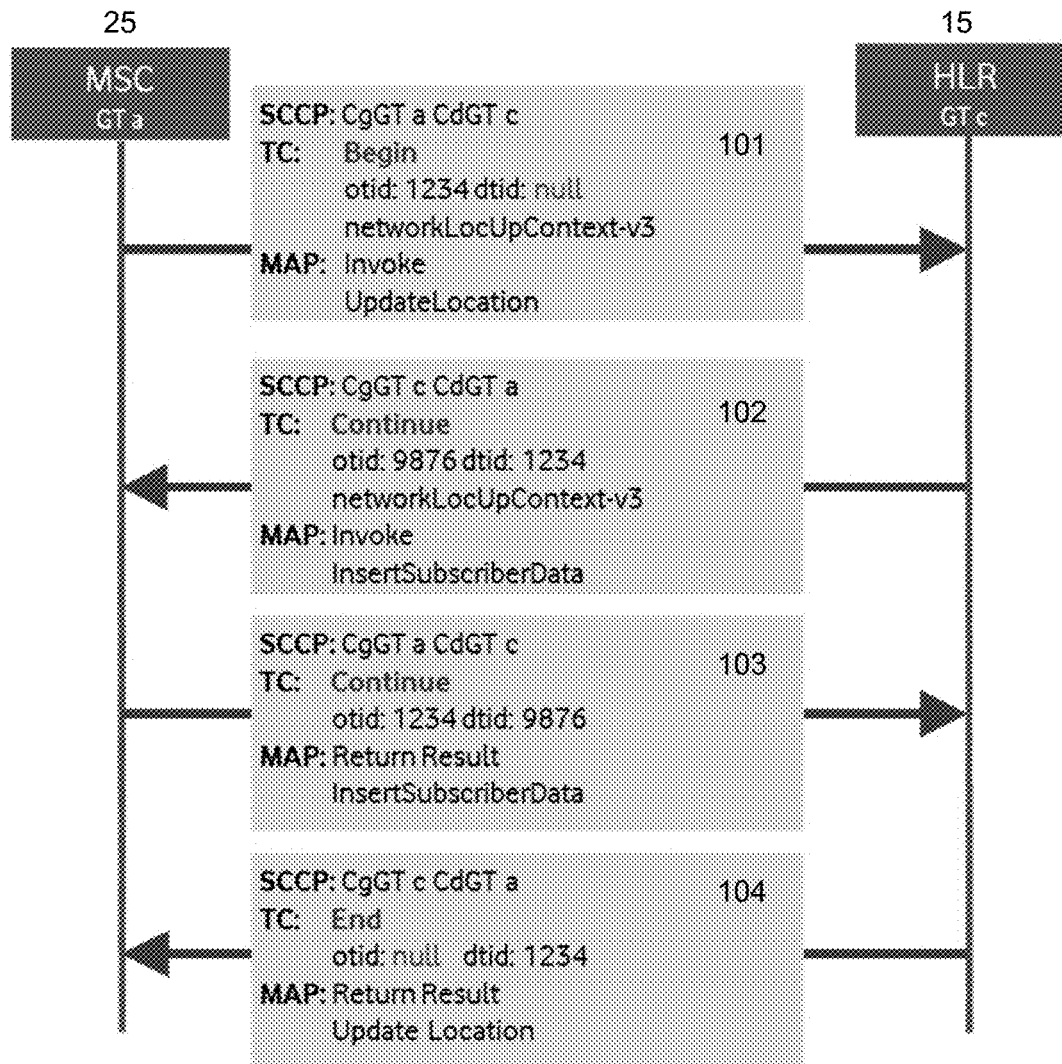 25
15
MSC
GT a
HLR
GT c
SCCP: CgGT a CdGT c
101
TC: Begin
otid: 1234 dtid: null
networkLocUpContext-v3
MAP: Invoke
UpdateLocation
SCCP: CgGT c CdGT a
102
TC: Continue
otid: 9876 dtid: 1234
networkLocUpContext-v3
MAP: Invoke
InsertSubscriberData
SCCP: CgGT a CdGT c
103
TC: Continue
otid: 1234 dtid: 9876
MAP: Return Result
InsertSubscriberData
SCCP: CgGT c CdGT a
104
TC: End
otid: null dtid: 1234
MAP: Return Result
Update Location